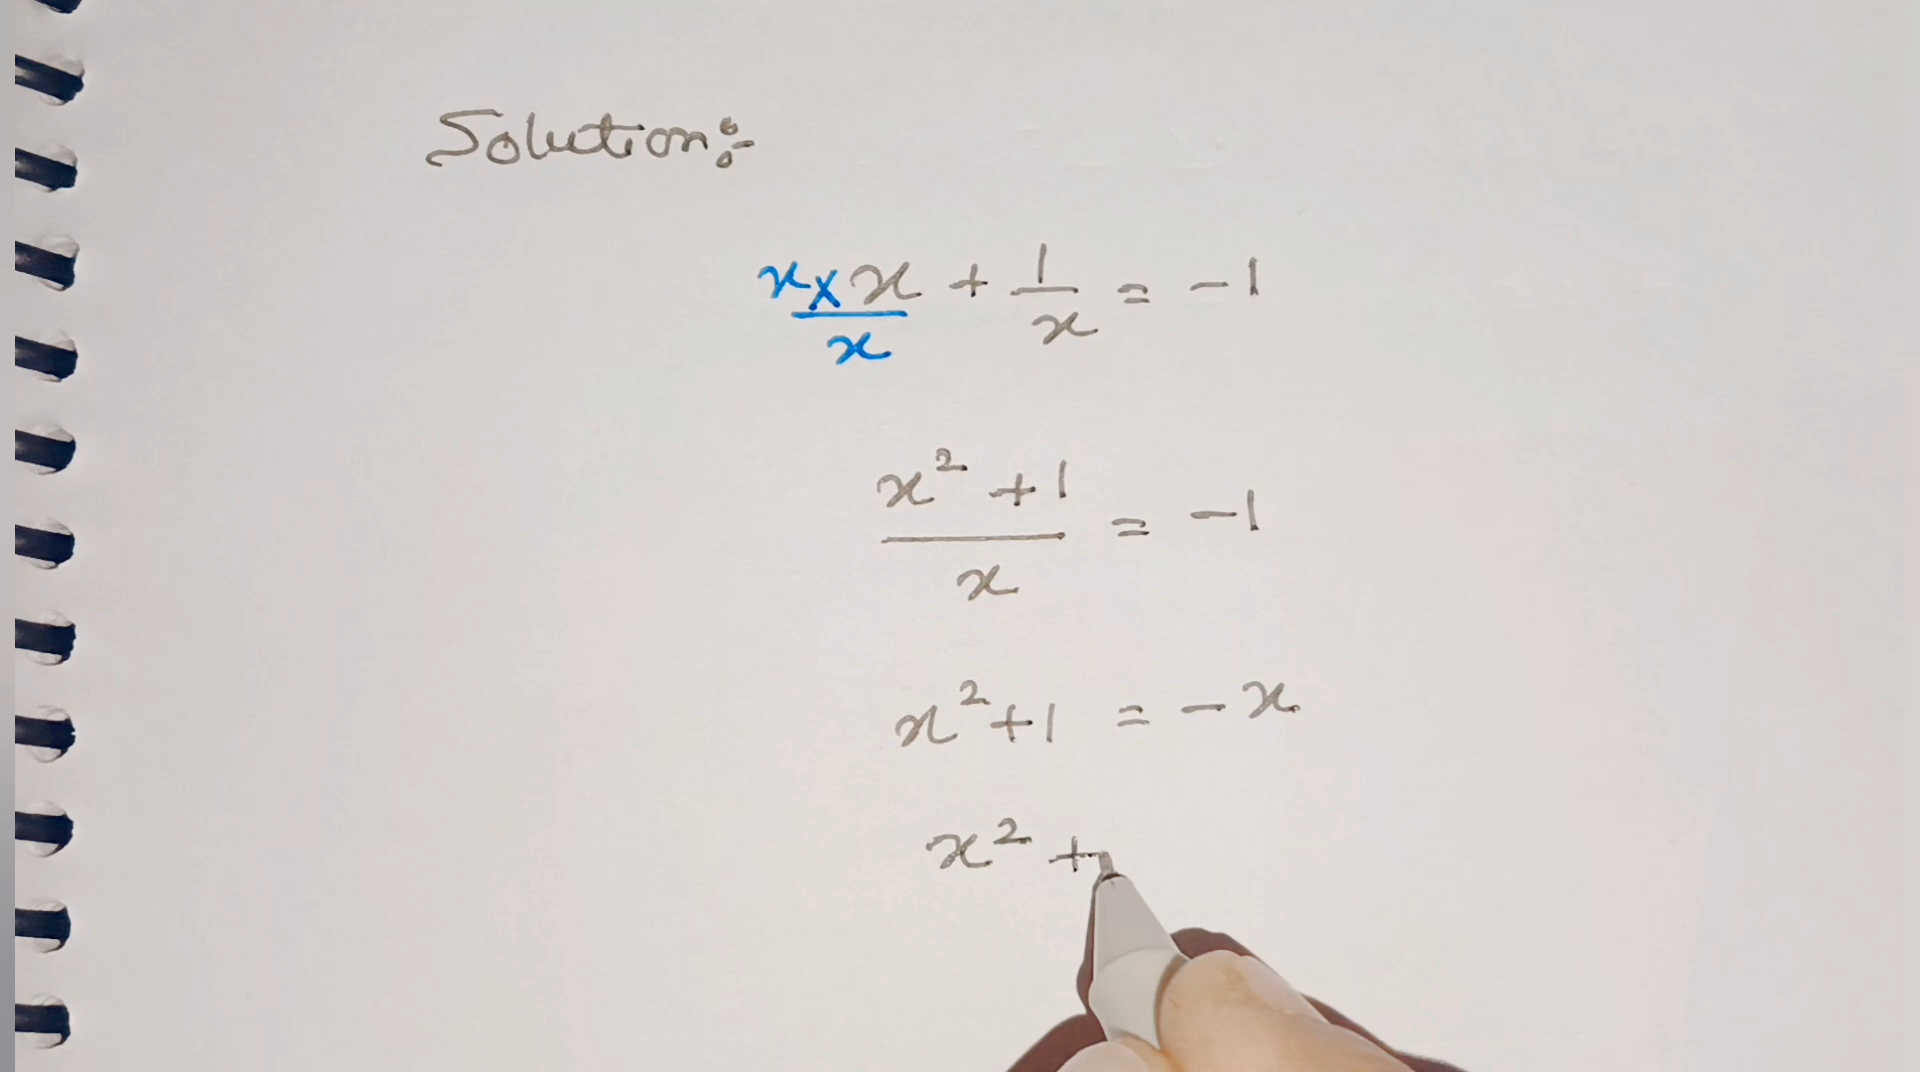 Solution:-
x × x / x + 1/x = -1
x² + 1 / x = -1
x² + 1 = -x
x² +